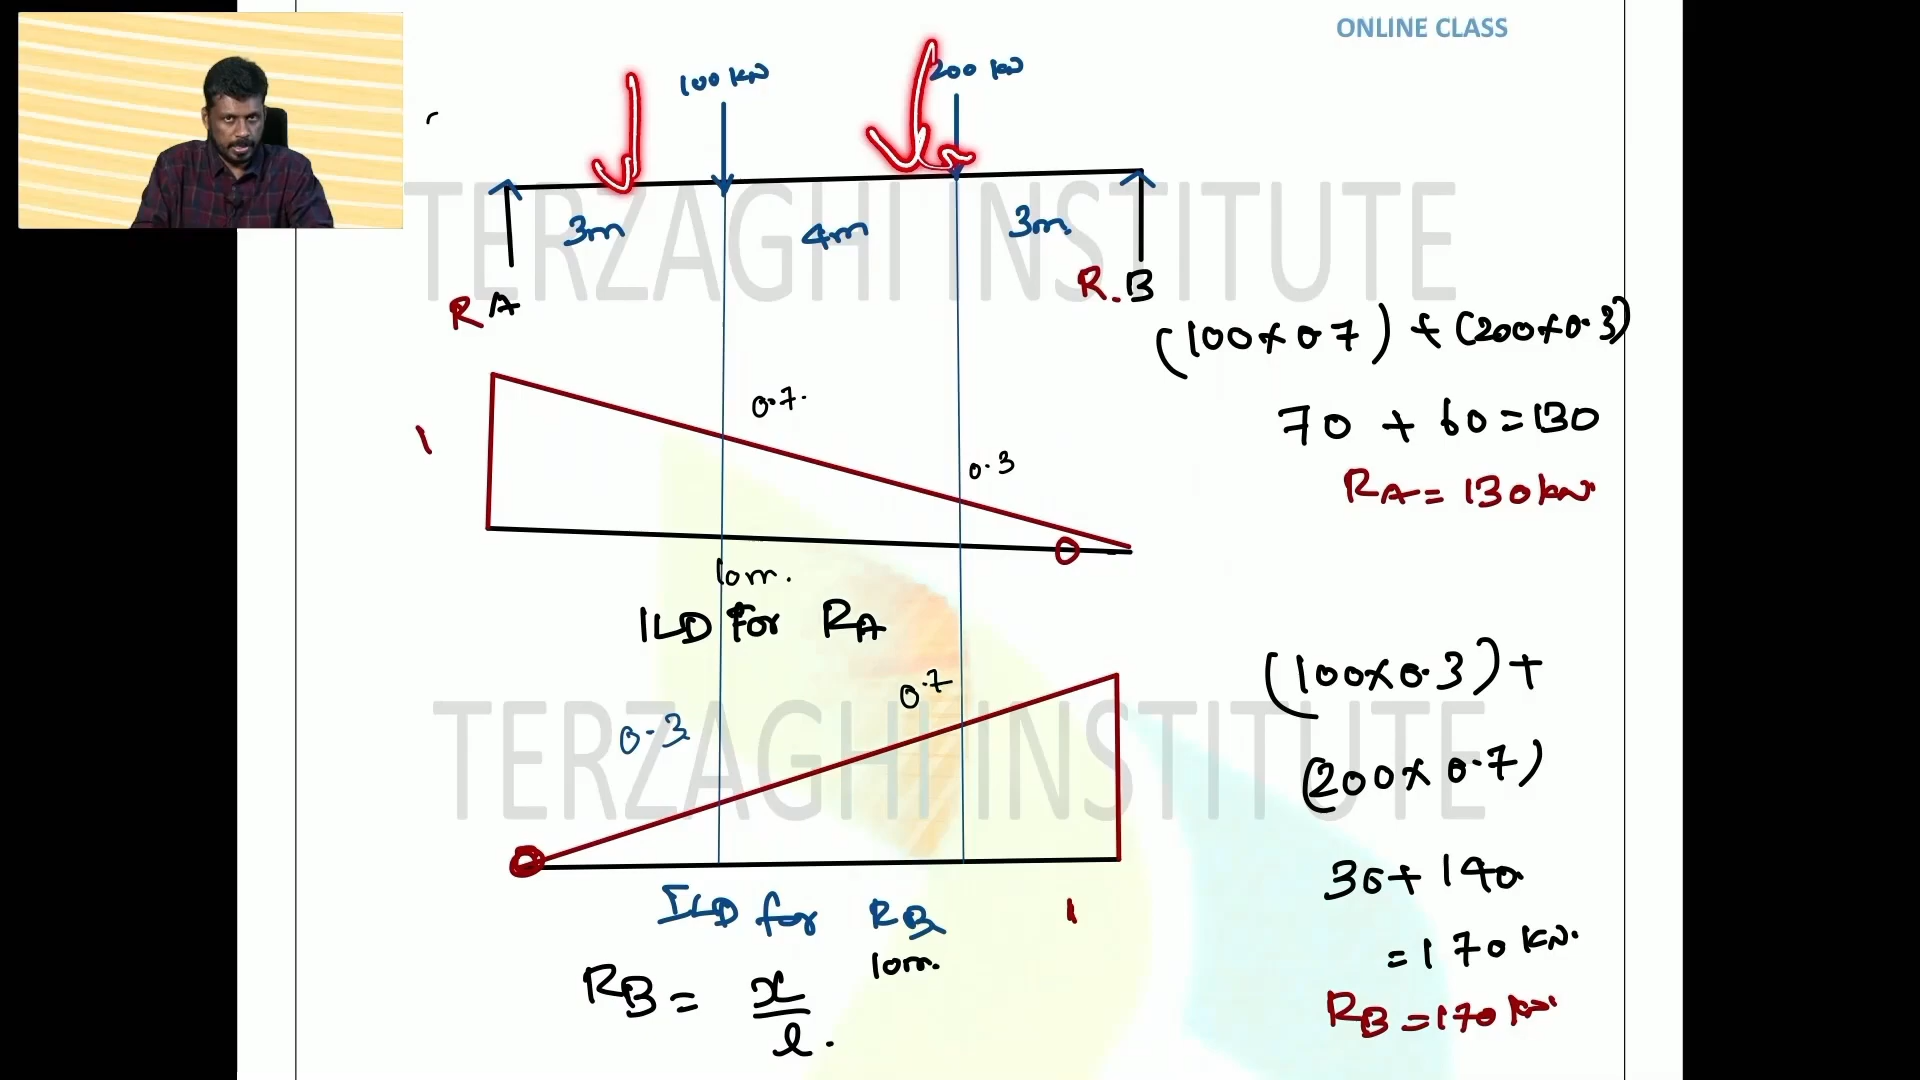 ONLINE CLASS
100 kN
200 kN
3m
4m
3m
TERZAGHI INSTITUTE
RA
R.B
(100×0.7) + (200×0.3)
70 + 60 = 130
RA = 130 kN
0.7.
0.3
1
0
10m.
ILD For RA
(100×0.3) +
(200×0.7)
30 + 140
= 170 kN.
RB = 170 kN
0.7
0.3
TERZAGHI INSTITUTE
ILD for RB
1
10m.
RB = x/l.